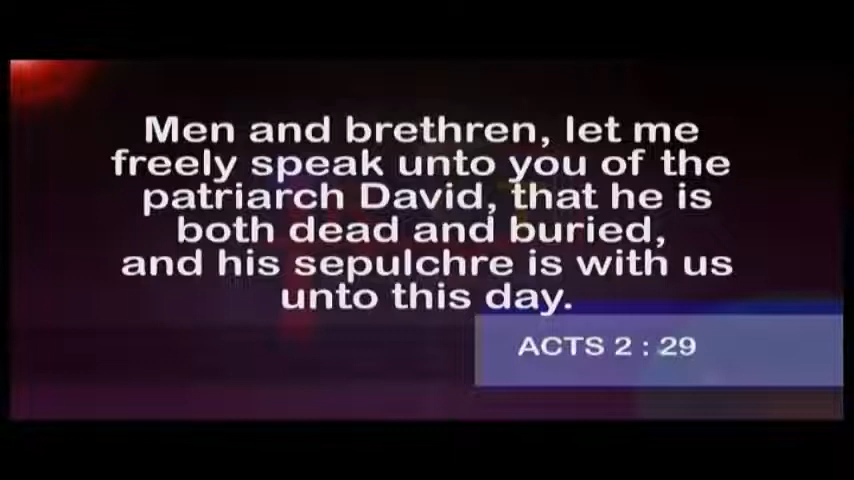 Men and brethren, let me
freely speak unto you of the
patriarch David, that he is
both dead and buried,
and his sepulchre is with us
unto this day.
ACTS 2 : 29